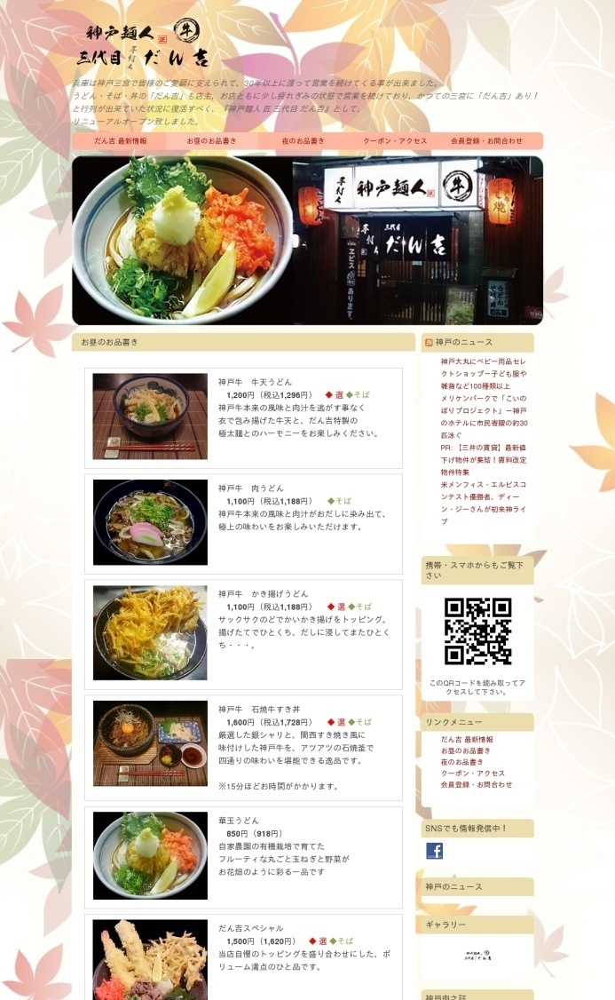 神戸麺人 匠 牛
三代目 手打人 だん吉
兵庫は神戸三宮で皆様のご愛顧に支えられて、30年以上に渡って営業を続けてくる事が出来ました。
うどん・そば・丼の「だん吉」も店主、お店ともに少し疲れぎみの状態で営業を続けており、かつての三宮に「だん吉」あり！
と行列が出来ていた状況に復活すべく、『神戸麺人 匠 三代目 だん吉』として、
リニューアルオープン致しました。
だん吉 最新情報
お昼のお品書き
夜のお品書き
クーポン・アクセス
会員登録・お問合わせ
手打人 神戸麺人 匠 牛
手打人 三代目 だん吉
うどん
ヱビスあります。
お昼のお品書き
神戸牛　牛天うどん
1,200円（税込1,296円）　◆ 選 ◆そば
神戸牛本来の風味と肉汁を逃がす事なく
衣で包み揚げた牛天と、だん吉特製の
極太麺とのハーモニーをお楽しみください。
神戸牛　肉うどん
1,100円（税込1,188円）　◆そば
神戸牛本来の風味と肉汁がおだしに染み出て、
極上の味わいをお楽しみいただけます。
神戸牛　かき揚げうどん
1,100円（税込1,188円）　◆ 選 ◆そば
サックサクのどでかいかき揚げをトッピング。
揚げたてでひとくち、だしに浸してまたひとく
ち・・・。
神戸牛　石焼牛すき丼
1,600円（税込1,728円）　◆ 選 ◆そば
厳選した銀シャリと、関西すき焼き風に
味付けした神戸牛を、アツアツの石焼釜で
四通りの味わいを堪能できる逸品です。
※15分ほどお時間がかかります。
華玉うどん
850円（918円）
自家農園の有機栽培で育てた
フルーティな丸ごと玉ねぎと野菜が
お花畑のように彩る一品です
だん吉スペシャル
1,500円（1,620円）　◆ 選 ◆そば
当店自慢のトッピングを盛り合わせにした、ボ
リューム満点のひと品です。
神戸のニュース
神戸大丸にベビー用品セレ
クトショップー子ども服や
雑貨など100種類以上
メリケンパークで「こいの
ぼりプロジェクト」－神戸
のホテルに市民寄贈の約30
匹泳ぐ
PR: 【三井の賃貸】最新値
下げ物件が集結！賃料改定
物件特集
米メンフィス・エルビスコ
ンテスト優勝者、ディー
ン・ジーさんが初来神ライ
ブ
携帯・スマホからもご覧下
さい
このQRコードを読み取ってア
クセスして下さい。
リンクメニュー
だん吉 最新情報
お昼のお品書き
夜のお品書き
クーポン・アクセス
会員登録・お問合わせ
SNSでも情報発信中！
神戸のニュース
ギャラリー
神戸麺人 牛
三代目 だん吉
神戸肉之証